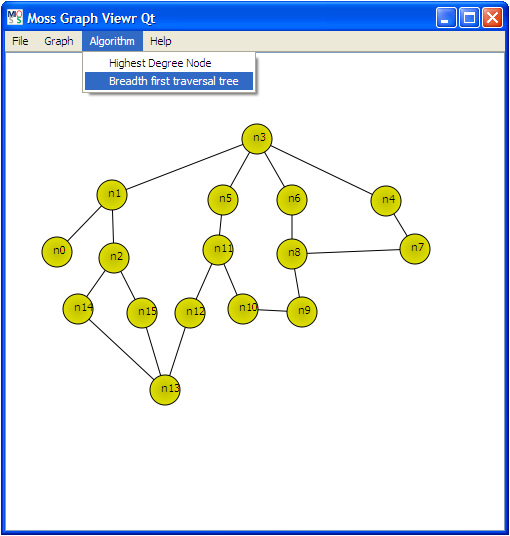 Moss Graph Viewr Qt
File Graph Algorithm Help
Highest Degree Node
Breadth first traversal tree
n3
n1
n5 n6 n4
n0 n2 n11 n8 n7
n14 n15 n12 n10 n9
n13